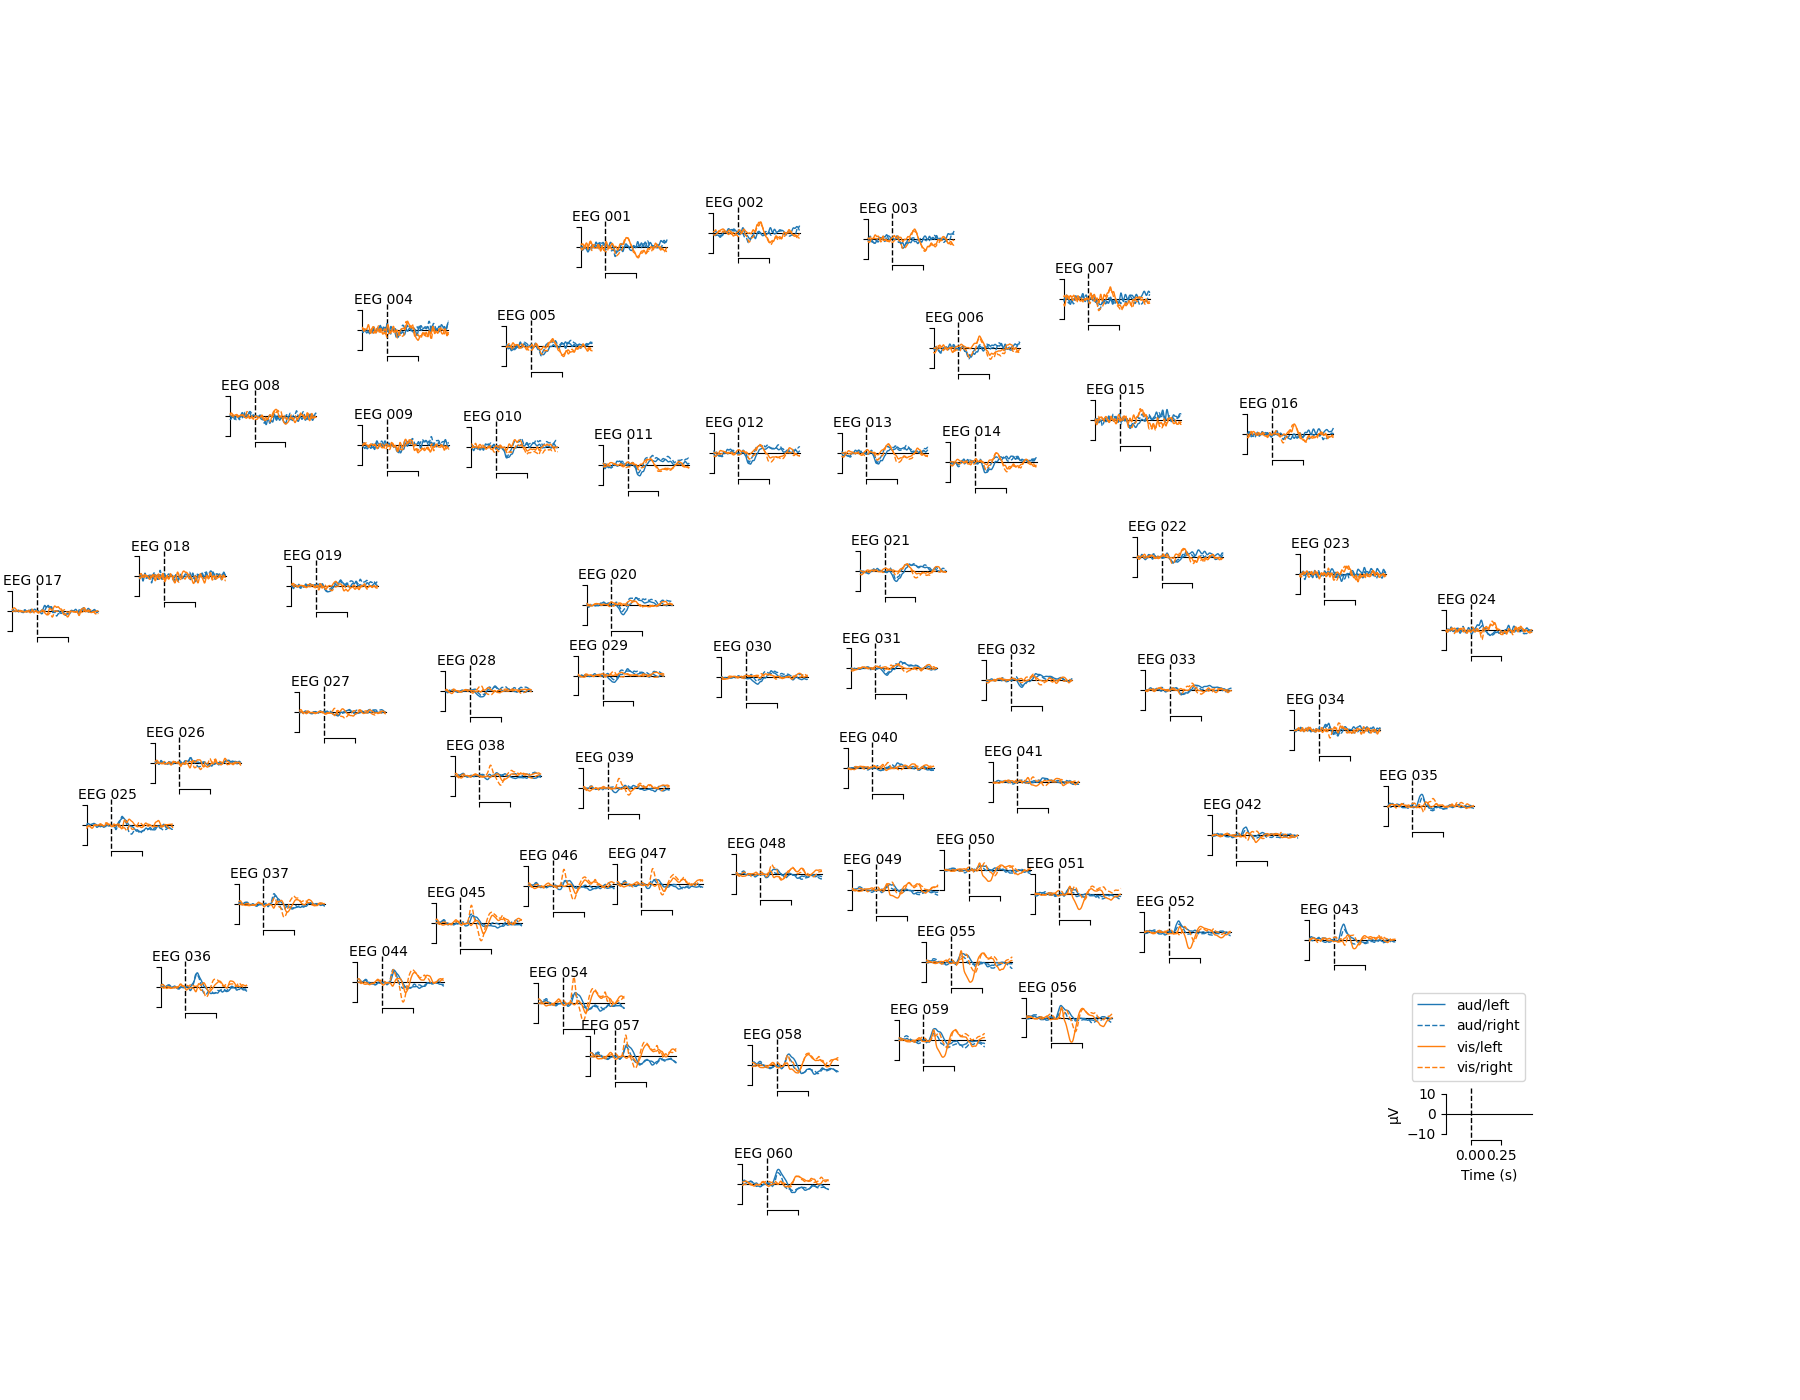 EEG 001
EEG 002
EEG 003
EEG 004
EEG 005
EEG 006
EEG 007
EEG 008
EEG 009
EEG 010
EEG 011
EEG 012
EEG 013
EEG 014
EEG 015
EEG 016
EEG 017
EEG 018
EEG 019
EEG 020
EEG 021
EEG 022
EEG 023
EEG 024
EEG 025
EEG 026
EEG 027
EEG 028
EEG 029
EEG 030
EEG 031
EEG 032
EEG 033
EEG 034
EEG 035
EEG 036
EEG 037
EEG 038
EEG 039
EEG 040
EEG 041
EEG 042
EEG 043
EEG 044
EEG 045
EEG 046
EEG 047
EEG 048
EEG 049
EEG 050
EEG 051
EEG 052
EEG 054
EEG 055
EEG 056
EEG 057
EEG 058
EEG 059
EEG 060
aud/left
aud/right
vis/left
vis/right
µV
10
0
−10
0.00 0.25
Time (s)